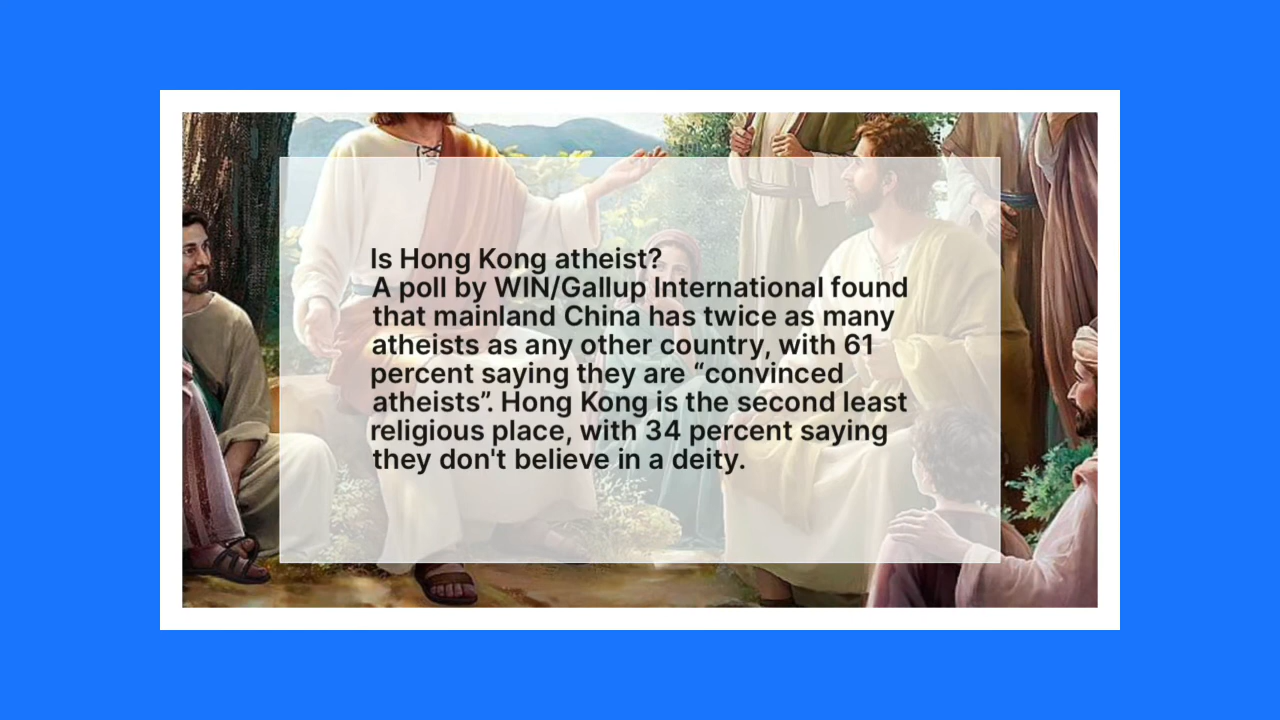 Is Hong Kong atheist?
A poll by WIN/Gallup International found
that mainland China has twice as many
atheists as any other country, with 61
percent saying they are “convinced
atheists”. Hong Kong is the second least
religious place, with 34 percent saying
they don't believe in a deity.